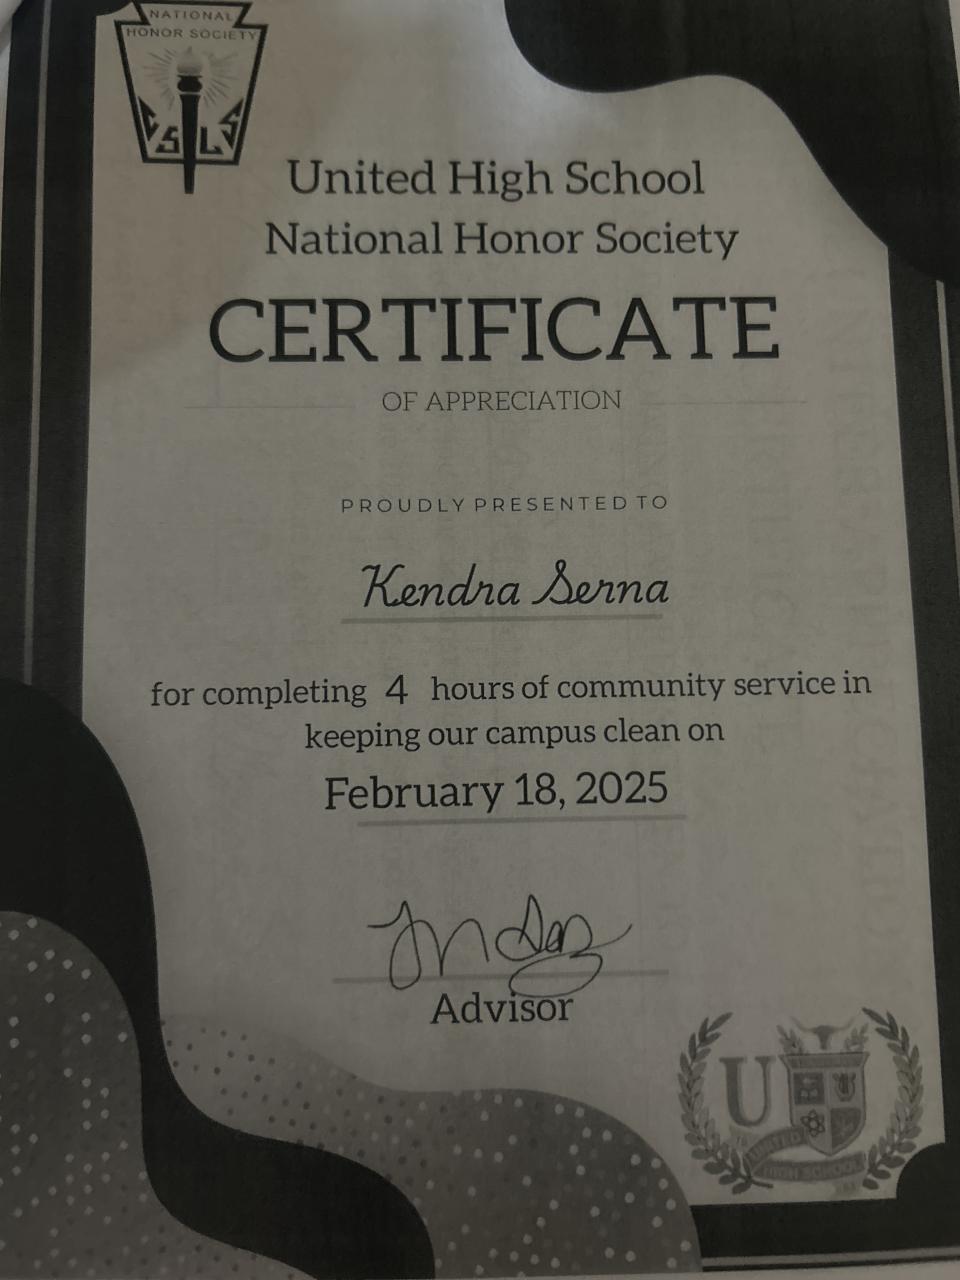 NATIONAL
HONOR SOCIETY
C S L S
United High School
National Honor Society
CERTIFICATE
OF APPRECIATION
PROUDLY PRESENTED TO
Kendra Serna
for completing 4 hours of community service in
keeping our campus clean on
February 18, 2025
Advisor
U
UNITED
HIGH SCHOOL